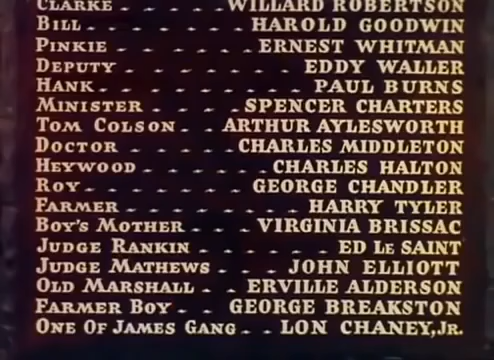 CLARKE - - - - - WILLARD ROBERTSON
BILL - - - - - - - HAROLD GOODWIN
PINKIE - - - - - - ERNEST WHITMAN
DEPUTY - - - - - - - EDDY WALLER
HANK - - - - - - - - PAUL BURNS
MINISTER - - - - SPENCER CHARTERS
TOM COLSON - - ARTHUR AYLESWORTH
DOCTOR - - - - CHARLES MIDDLETON
HEYWOOD - - - - - CHARLES HALTON
ROY - - - - - - - GEORGE CHANDLER
FARMER - - - - - - - HARRY TYLER
BOY'S MOTHER - - - VIRGINIA BRISSAC
JUDGE RANKIN - - - - - ED LE SAINT
JUDGE MATHEWS - - - JOHN ELLIOTT
OLD MARSHALL - - ERVILLE ALDERSON
FARMER BOY - - GEORGE BREAKSTON
ONE OF JAMES GANG - - LON CHANEY, JR.